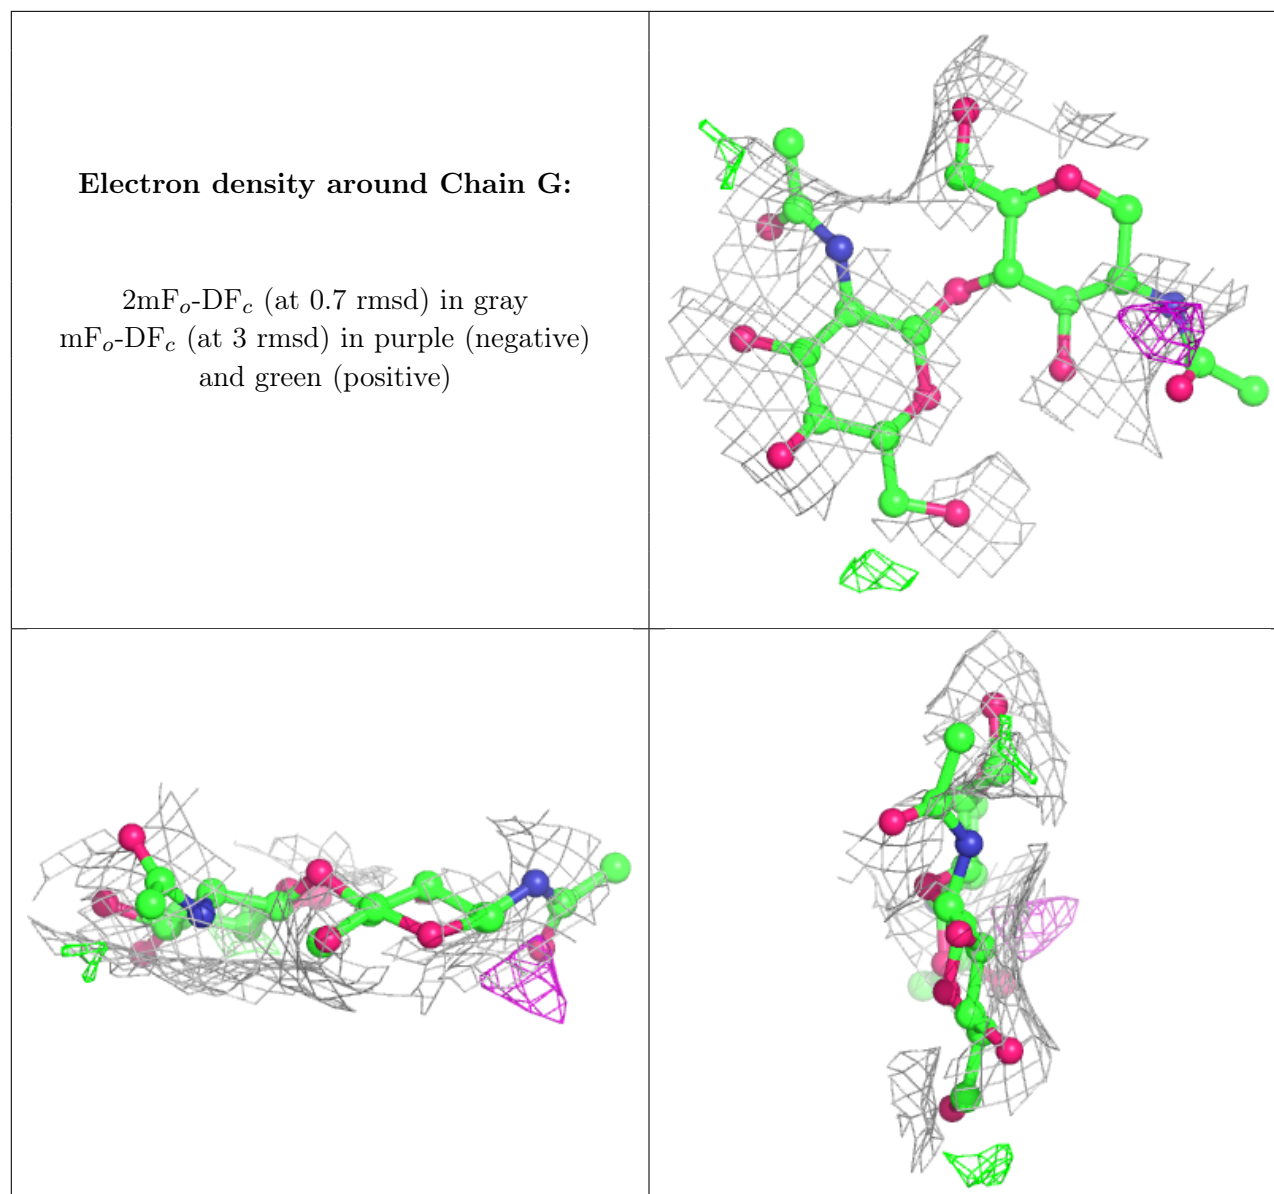 Electron density around Chain G:
2mFₒ-DF𝒸 (at 0.7 rmsd) in gray
mFₒ-DF𝒸 (at 3 rmsd) in purple (negative)
and green (positive)